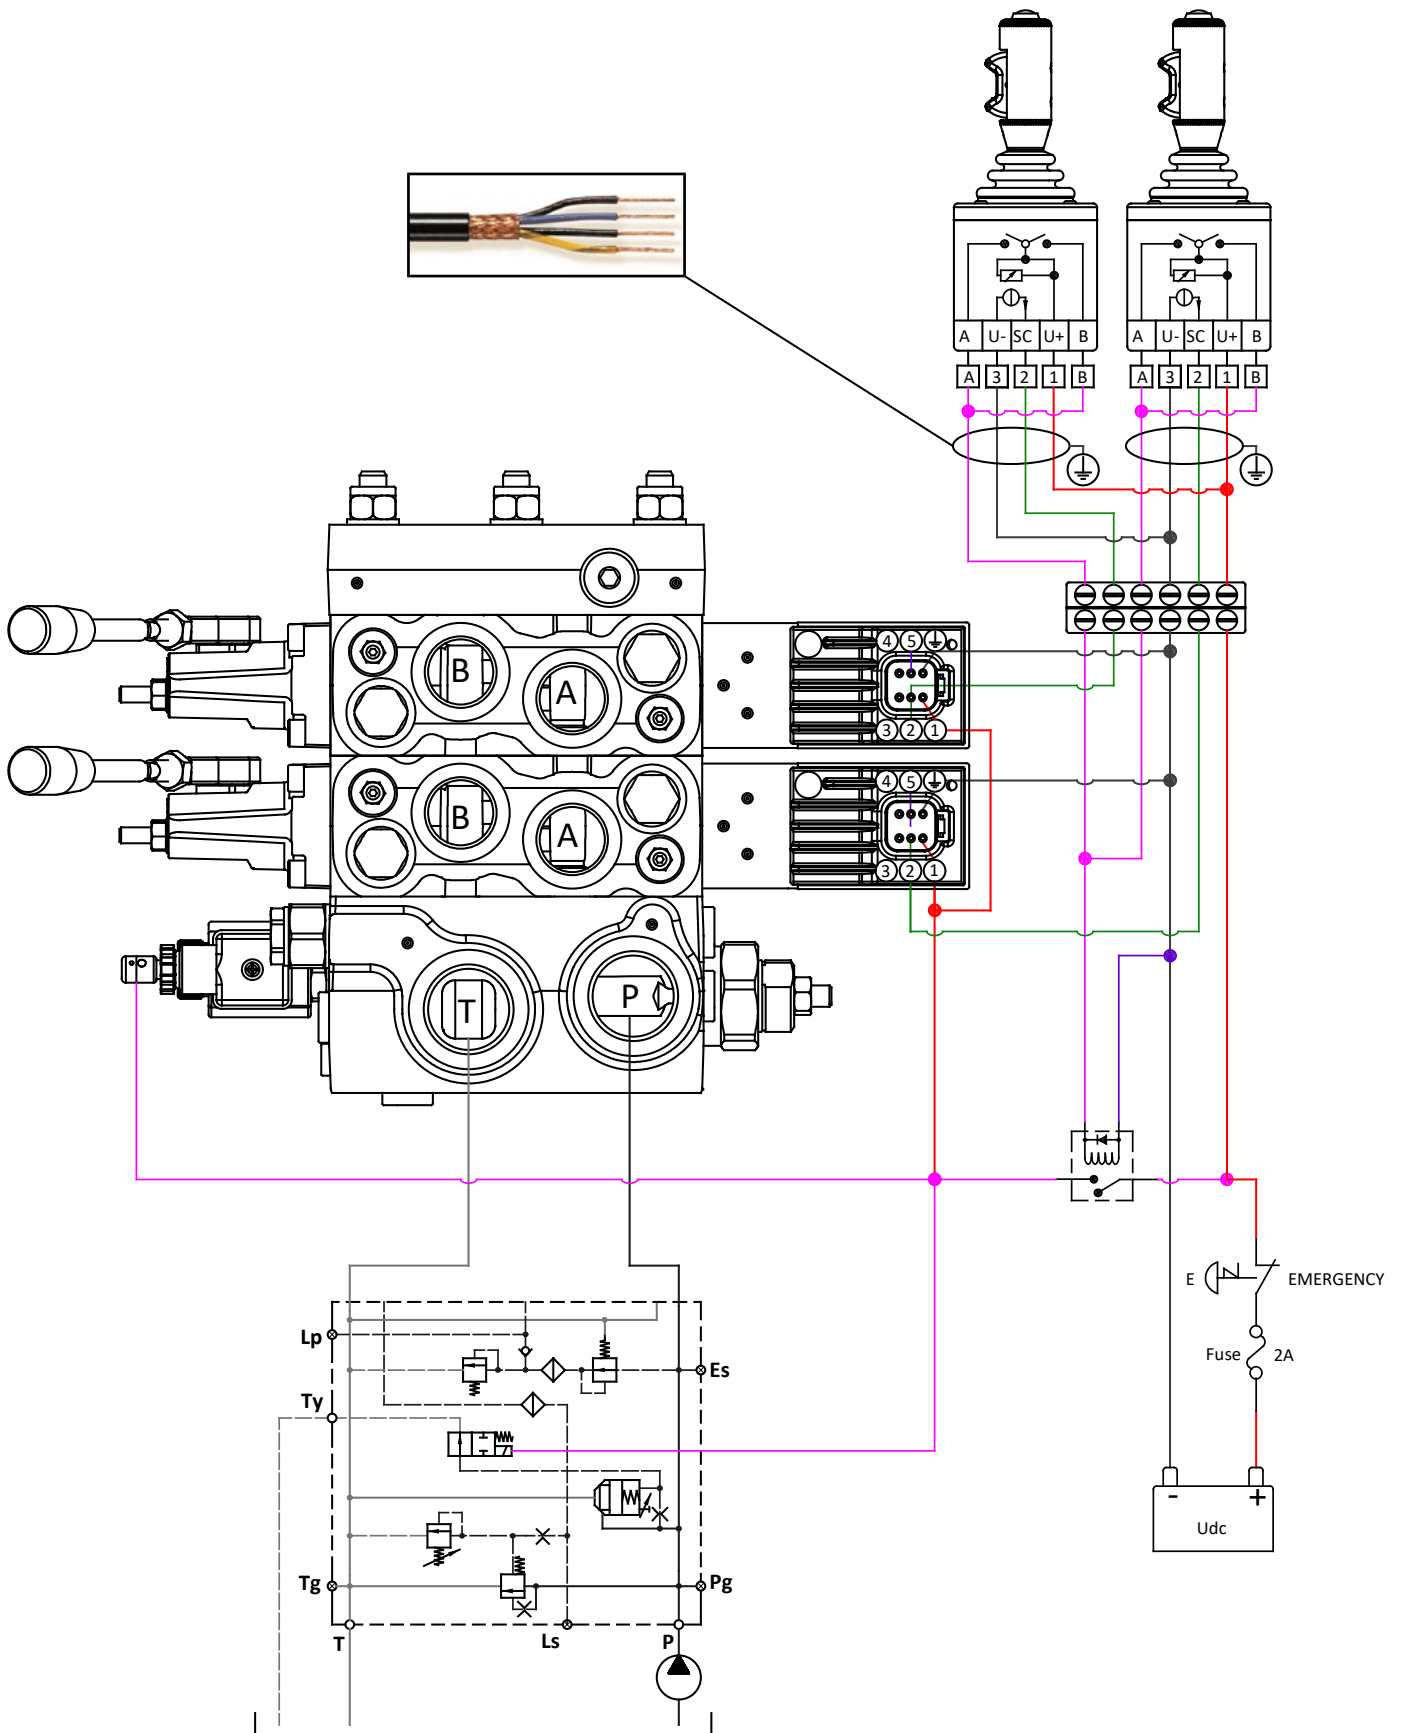 A U- SC U+ B
A U- SC U+ B
A 3 2 1 B
A 3 2 1 B
4 5
B A
3 2 1
4 5
B A
3 2 1
T P
E EMERGENCY
Lp
Fuse 2A
Es
Ty
- +
Udc
Tg Pg
T Ls P